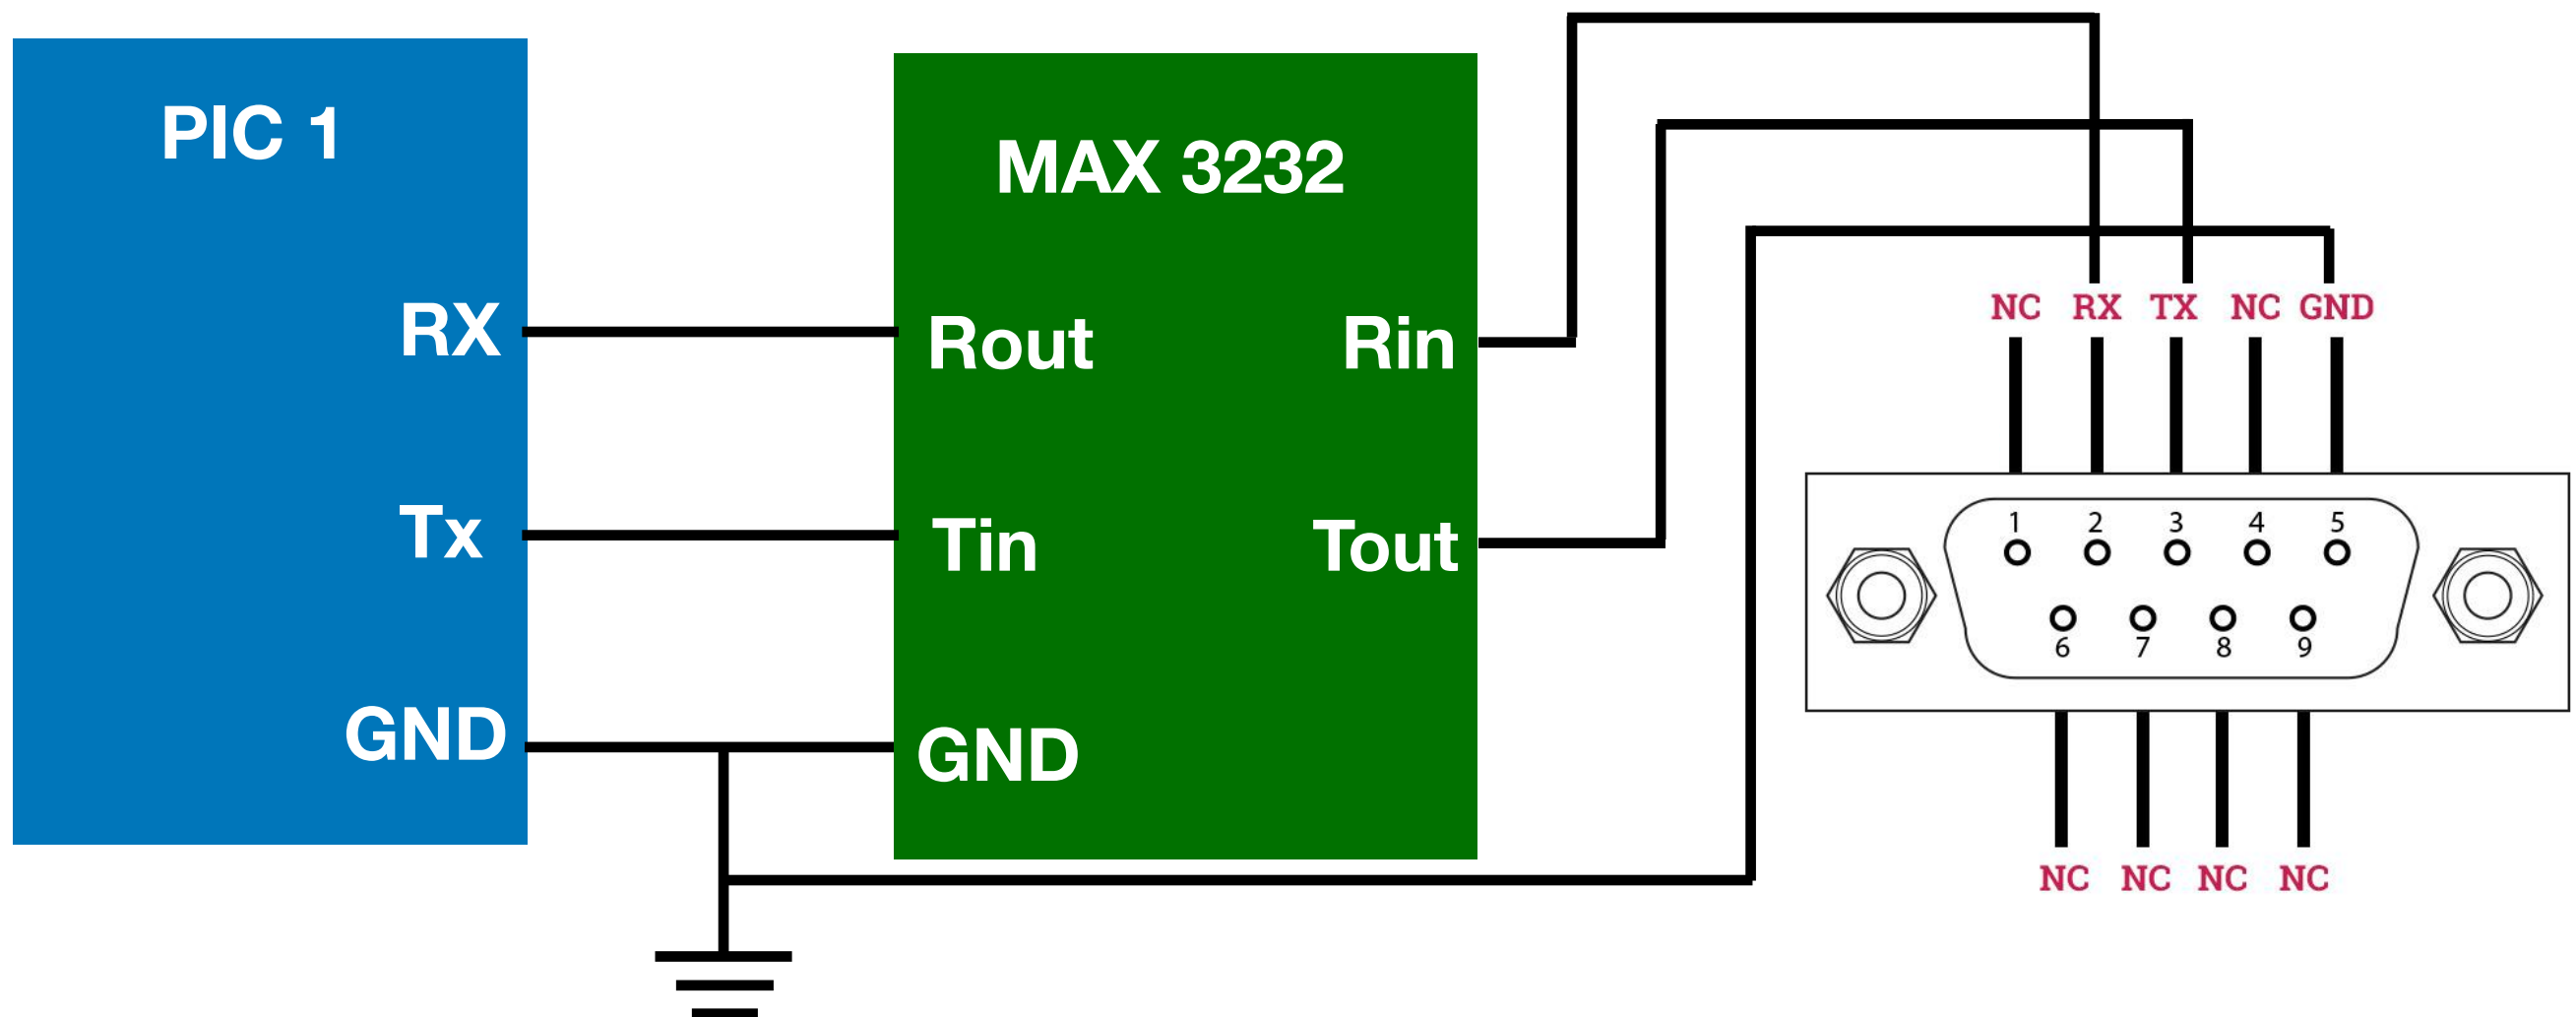 PIC 1
RX
Tx
GND
MAX 3232
Rout
Rin
Tin
Tout
GND
NC RX TX NC GND
1 2 3 4 5
6 7 8 9
NC NC NC NC